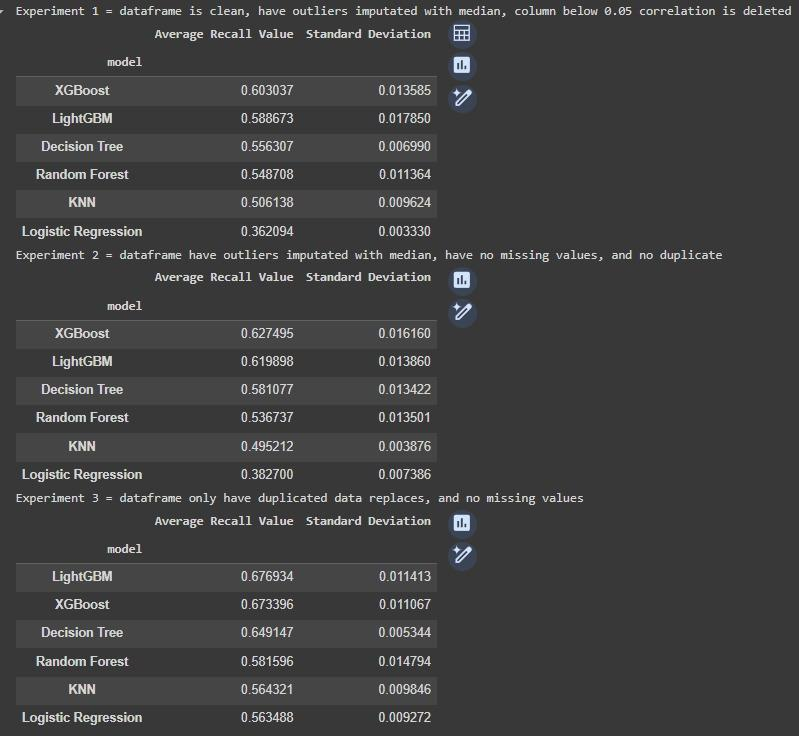 Experiment 1 = dataframe is clean, have outliers imputated with median, column below 0.05 correlation is deleted
Average Recall Value Standard Deviation
model
XGBoost 0.603037 0.013585
LightGBM 0.588673 0.017850
Decision Tree 0.556307 0.006990
Random Forest 0.548708 0.011364
KNN 0.506138 0.009624
Logistic Regression 0.362094 0.003330
Experiment 2 = dataframe have outliers imputated with median, have no missing values, and no duplicate
Average Recall Value Standard Deviation
model
XGBoost 0.627495 0.016160
LightGBM 0.619898 0.013860
Decision Tree 0.581077 0.013422
Random Forest 0.536737 0.013501
KNN 0.495212 0.003876
Logistic Regression 0.382700 0.007386
Experiment 3 = dataframe only have duplicated data replaces, and no missing values
Average Recall Value Standard Deviation
model
LightGBM 0.676934 0.011413
XGBoost 0.673396 0.011067
Decision Tree 0.649147 0.005344
Random Forest 0.581596 0.014794
KNN 0.564321 0.009846
Logistic Regression 0.563488 0.009272